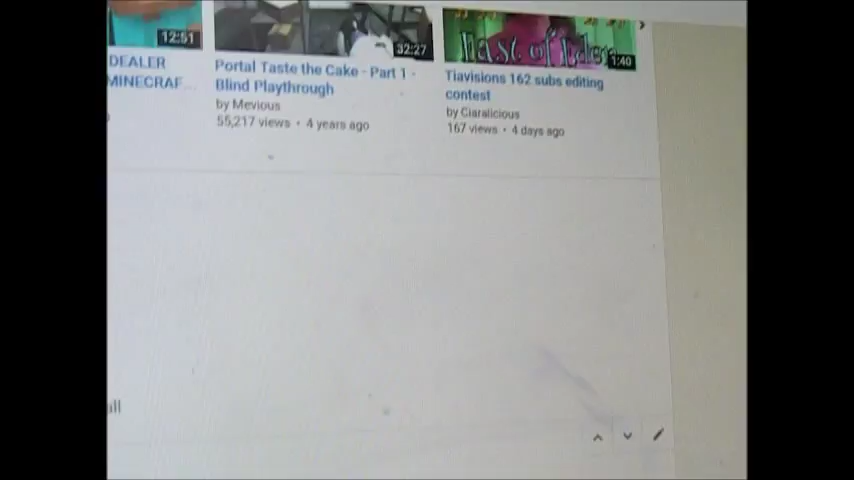 12:51
DEALER
MINECRAF...
32:27
Portal Taste the Cake - Part 1 -
Blind Playthrough
by Mevious
55,217 views • 4 years ago
East of Eden
1:40
Tiavisions 162 subs editing
contest
by Ciaralicious
167 views • 4 days ago
all